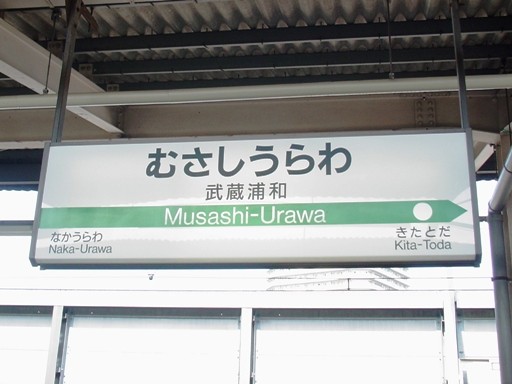 むさしうらわ
武蔵浦和
Musashi-Urawa
なかうらわ
Naka-Urawa
きたとだ
Kita-Toda